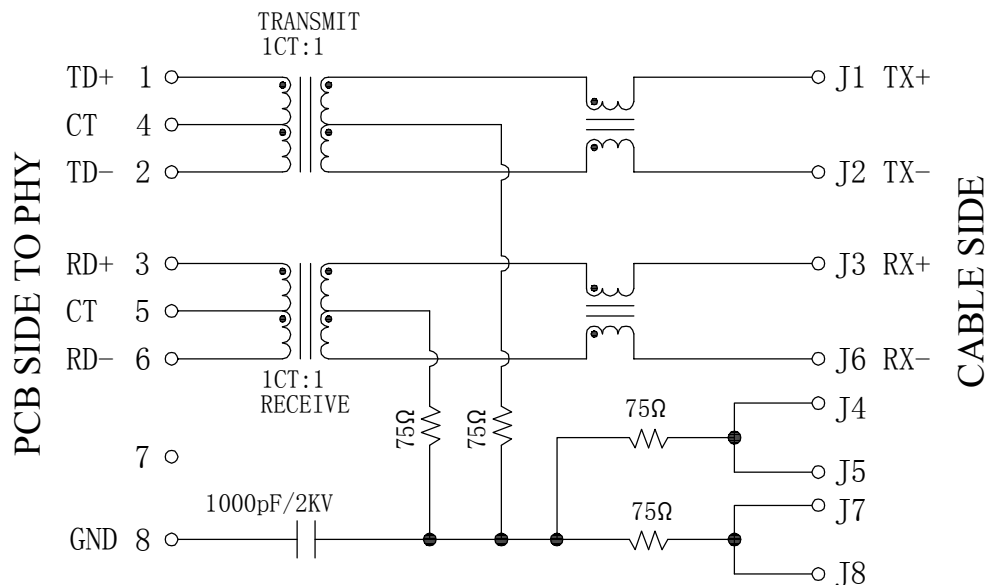 TRANSMIT
1CT:1
TD+ 1
CT 4
TD- 2
J1 TX+
J2 TX-
PCB SIDE TO PHY
CABLE SIDE
RD+ 3
CT 5
RD- 6
J3 RX+
J6 RX-
1CT:1
RECEIVE
75Ω
75Ω
75Ω
J4
J5
7
1000pF/2KV
75Ω
J7
GND 8
J8